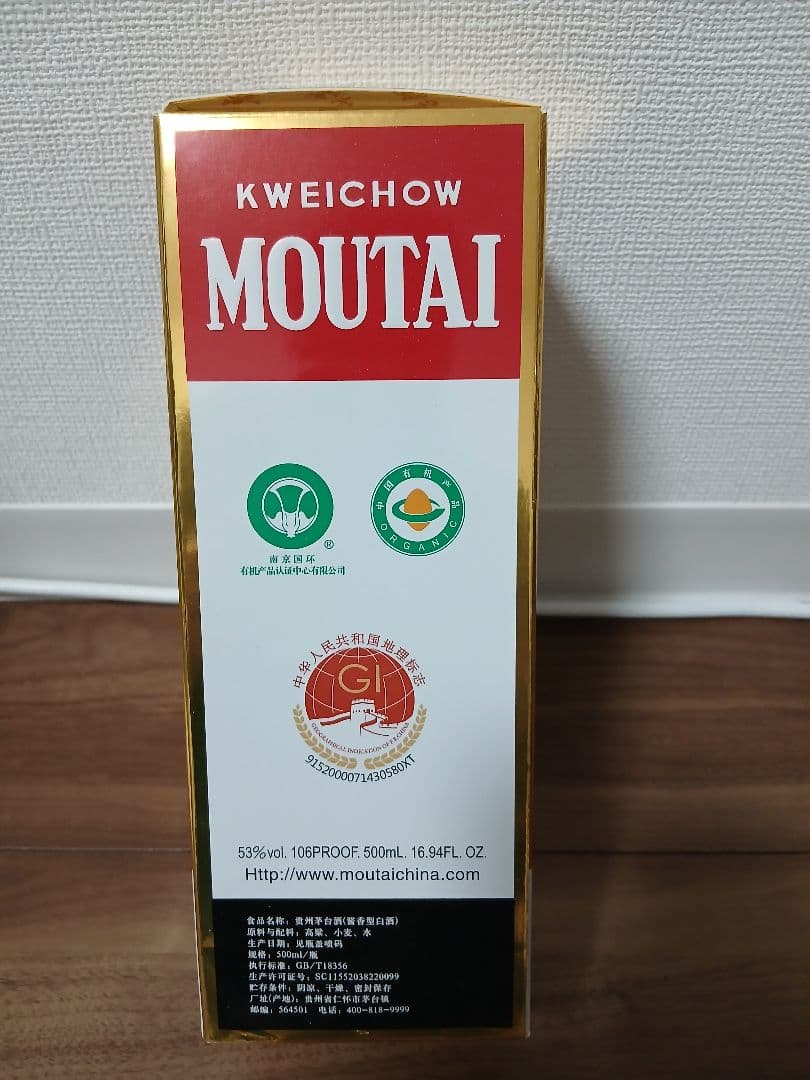 KWEICHOW
MOUTAI
中国有机产品
ORGANIC
®
南京国环
有机产品认证中心有限公司
中华人民共和国地理标志
GI
GEOGRAPHICAL INDICATION OF P.R.CHINA
9152000071430580XT
53%vol. 106PROOF. 500mL. 16.94FL. OZ.
Http://www.moutaichina.com
食品名称：贵州茅台酒(酱香型白酒)
原料与配料：高粱、小麦、水
生产日期：见瓶盖喷码
规格：500ml/瓶
执行标准：GB/T18356
生产许可证号：SC11552038220099
贮存条件：阴凉、干燥、密封保存
厂址(产地)：贵州省仁怀市茅台镇
邮编：564501 电话：400-818-9999